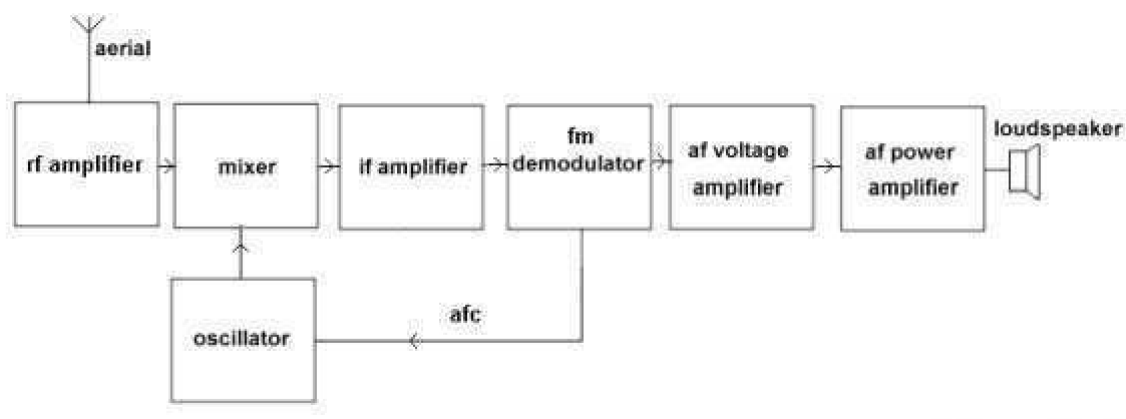 aerial
rf amplifier
mixer
if amplifier
fm
demodulator
af voltage
amplifier
af power
amplifier
loudspeaker
oscillator
afc